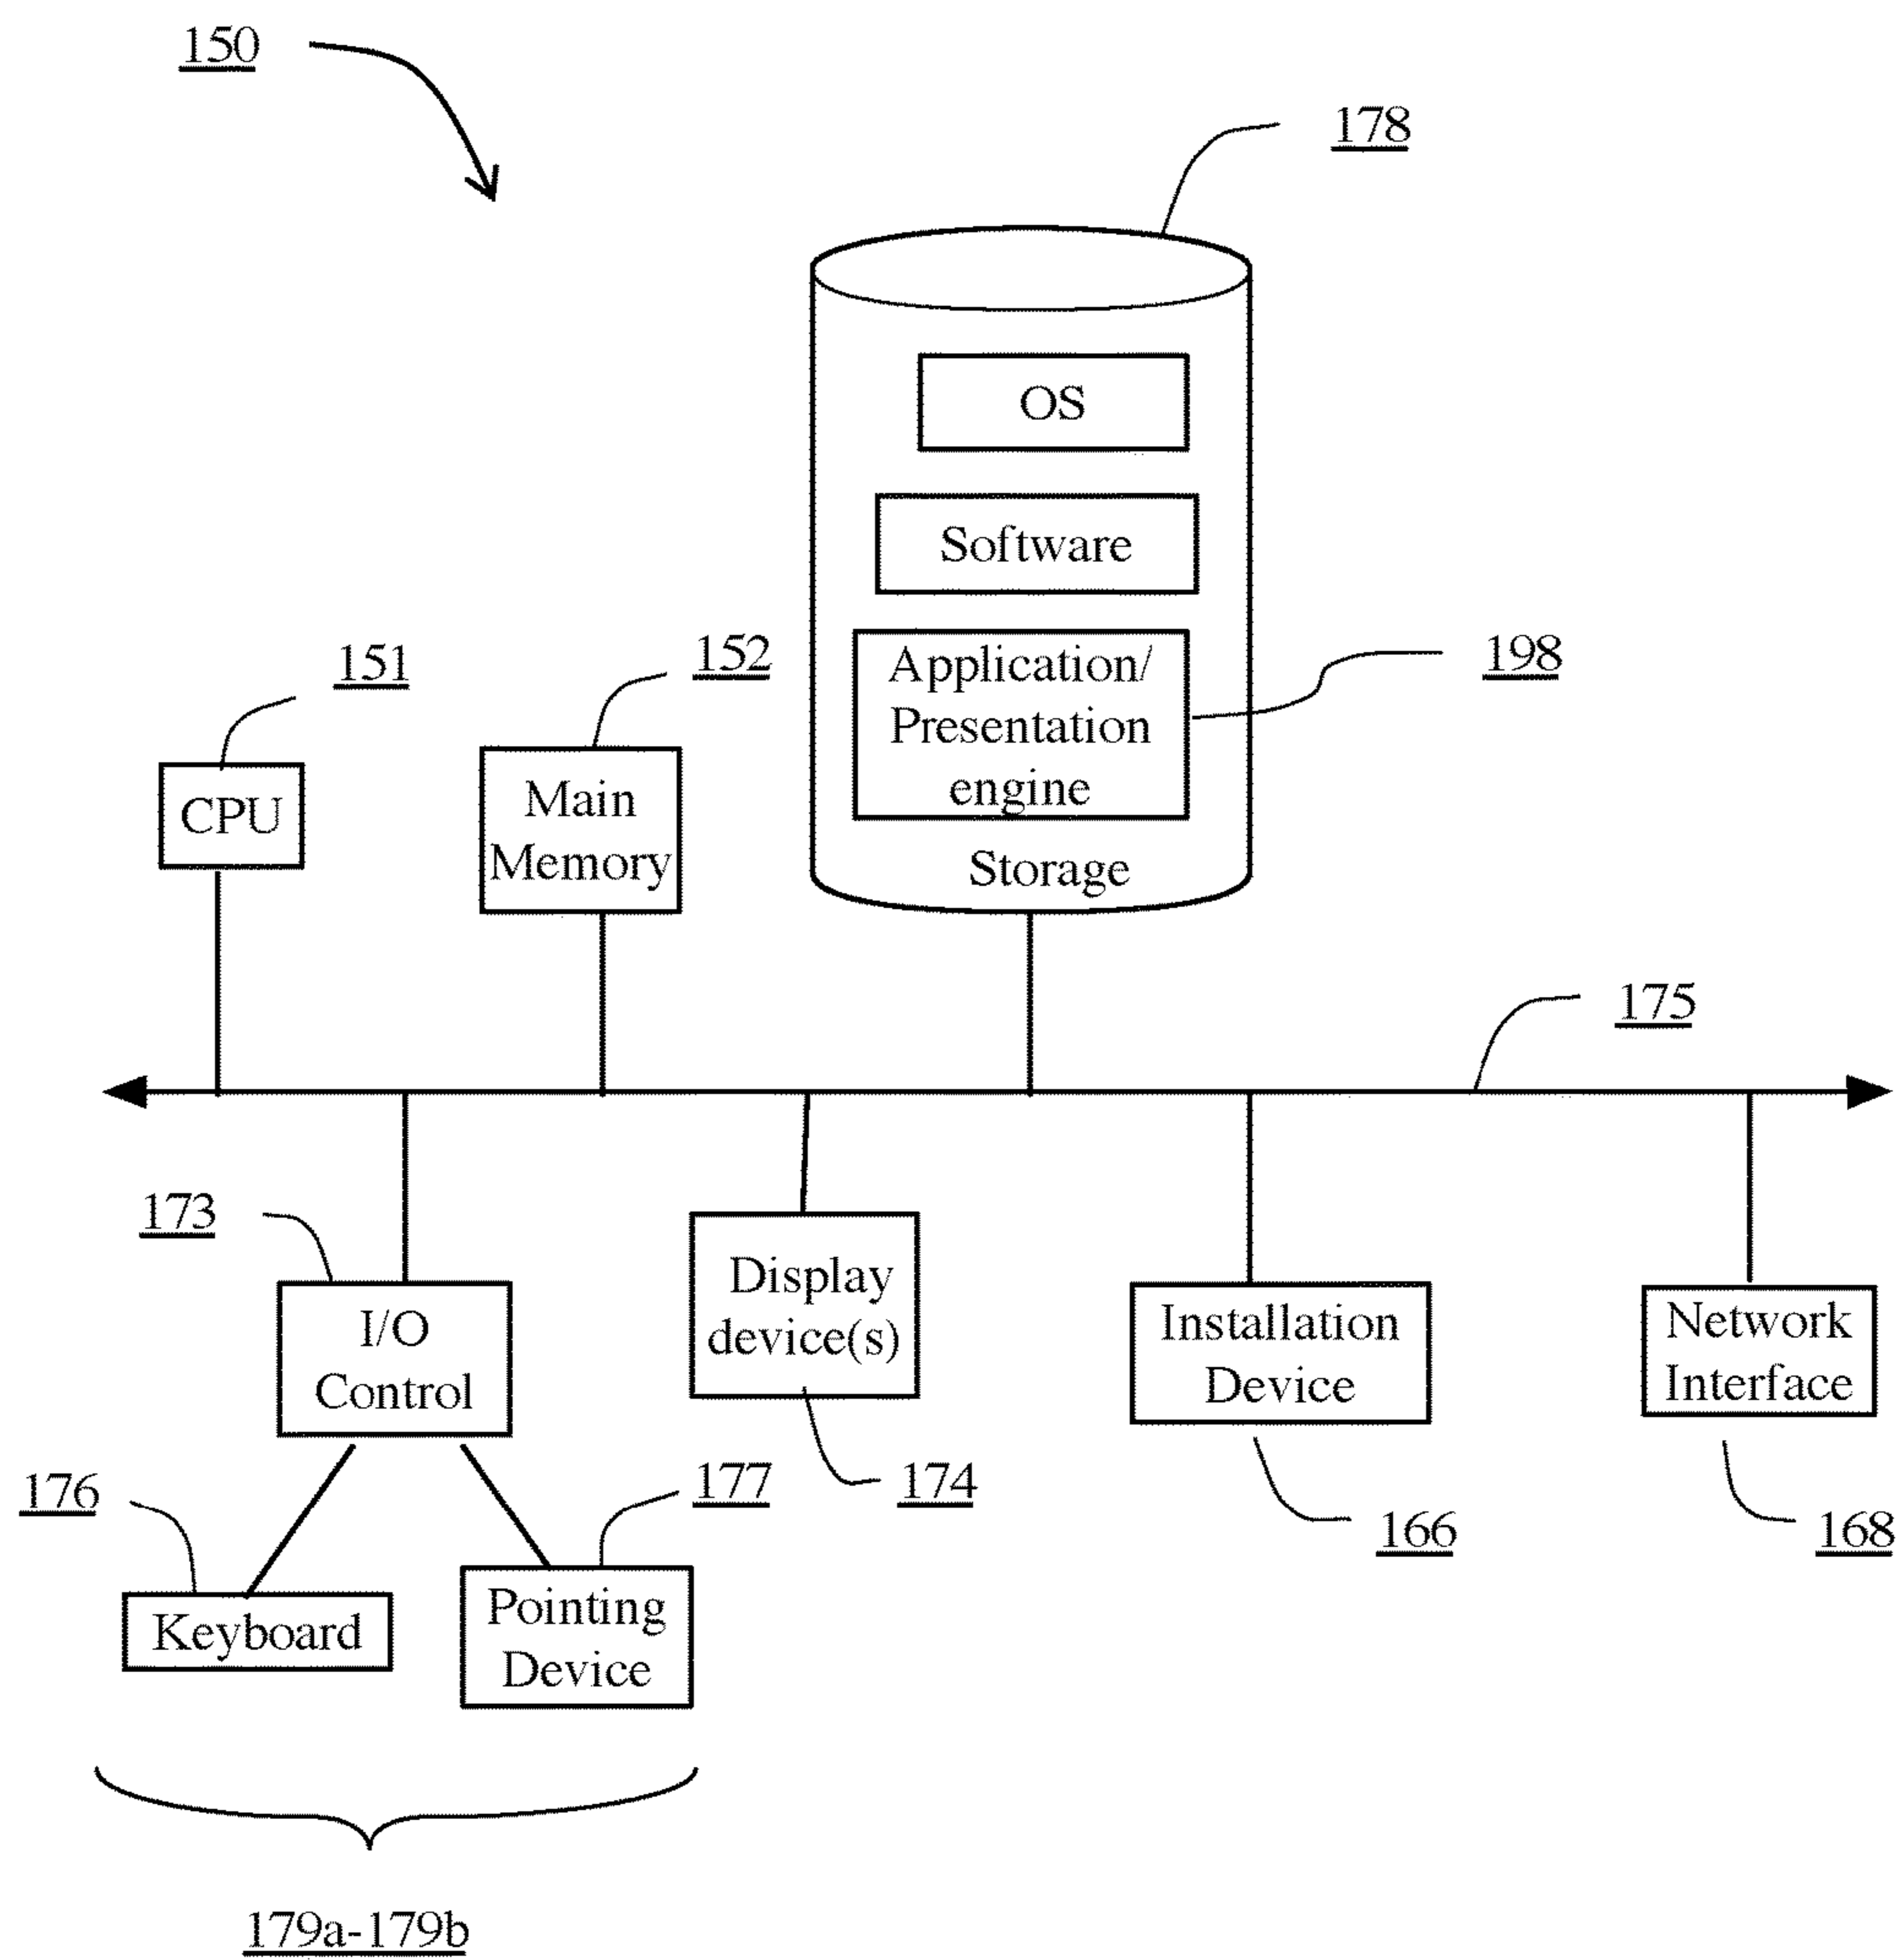 150
178
OS
Software
Application/
Presentation
engine
Storage
198
151
CPU
152
Main
Memory
175
173
I/O
Control
Display
device(s)
174
Installation
Device
166
Network
Interface
168
176
Keyboard
177
Pointing
Device
179a-179b